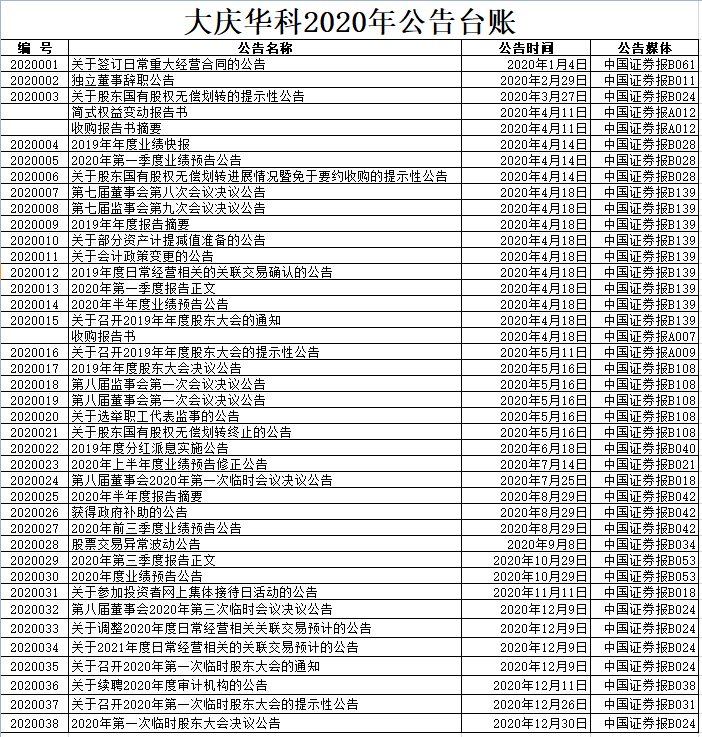 大庆华科2020年公告台账
编 号 公告名称 公告时间 公告媒体
2020001 关于签订日常重大经营合同的公告 2020年1月4日 中国证券报B061
2020002 独立董事辞职公告 2020年2月29日 中国证券报B011
2020003 关于股东国有股权无偿划转的提示性公告 2020年3月27日 中国证券报B024
简式权益变动报告书 2020年4月11日 中国证券报A012
收购报告书摘要 2020年4月11日 中国证券报A012
2020004 2019年年度业绩快报 2020年4月14日 中国证券报B028
2020005 2020年第一季度业绩预告公告 2020年4月14日 中国证券报B028
2020006 关于股东国有股权无偿划转进展情况暨免于要约收购的提示性公告 2020年4月14日 中国证券报B028
2020007 第七届董事会第八次会议决议公告 2020年4月18日 中国证券报B139
2020008 第七届监事会第九次会议决议公告 2020年4月18日 中国证券报B139
2020009 2019年年度报告摘要 2020年4月18日 中国证券报B139
2020010 关于部分资产计提减值准备的公告 2020年4月18日 中国证券报B139
2020011 关于会计政策变更的公告 2020年4月18日 中国证券报B139
2020012 2019年度日常经营相关的关联交易确认的公告 2020年4月18日 中国证券报B139
2020013 2020年第一季度报告正文 2020年4月18日 中国证券报B139
2020014 2020年半年度业绩预告公告 2020年4月18日 中国证券报B139
2020015 关于召开2019年年度股东大会的通知 2020年4月18日 中国证券报B139
收购报告书 2020年4月18日 中国证券报A007
2020016 关于召开2019年年度股东大会的提示性公告 2020年5月11日 中国证券报A009
2020017 2019年年度股东大会决议公告 2020年5月16日 中国证券报B108
2020018 第八届监事会第一次会议决议公告 2020年5月16日 中国证券报B108
2020019 第八届董事会第一次会议决议公告 2020年5月16日 中国证券报B108
2020020 关于选举职工代表监事的公告 2020年5月16日 中国证券报B108
2020021 关于股东国有股权无偿划转终止的公告 2020年5月16日 中国证券报B108
2020022 2019年度分红派息实施公告 2020年6月18日 中国证券报B040
2020023 2020年上半年度业绩预告修正公告 2020年7月14日 中国证券报B021
2020024 第八届董事会2020年第一次临时会议决议公告 2020年7月25日 中国证券报B018
2020025 2020年半年度报告摘要 2020年8月29日 中国证券报B042
2020026 获得政府补助的公告 2020年8月29日 中国证券报B042
2020027 2020年前三季度业绩预告公告 2020年8月29日 中国证券报B042
2020028 股票交易异常波动公告 2020年9月8日 中国证券报B034
2020029 2020年第三季度报告正文 2020年10月29日 中国证券报B053
2020030 2020年度业绩预告公告 2020年10月29日 中国证券报B053
2020031 关于参加投资者网上集体接待日活动的公告 2020年11月11日 中国证券报B018
2020032 第八届董事会2020年第三次临时会议决议公告 2020年12月9日 中国证券报B024
2020033 关于调整2020年度日常经营相关关联交易预计的公告 2020年12月9日 中国证券报B024
2020034 关于2021年度日常经营相关的关联交易预计的公告 2020年12月9日 中国证券报B024
2020035 关于召开2020年第一次临时股东大会的通知 2020年12月9日 中国证券报B024
2020036 关于续聘2020年度审计机构的公告 2020年12月11日 中国证券报B038
2020037 关于召开2020年第一次临时股东大会的提示性公告 2020年12月26日 中国证券报B031
2020038 2020年第一次临时股东大会决议公告 2020年12月30日 中国证券报B024